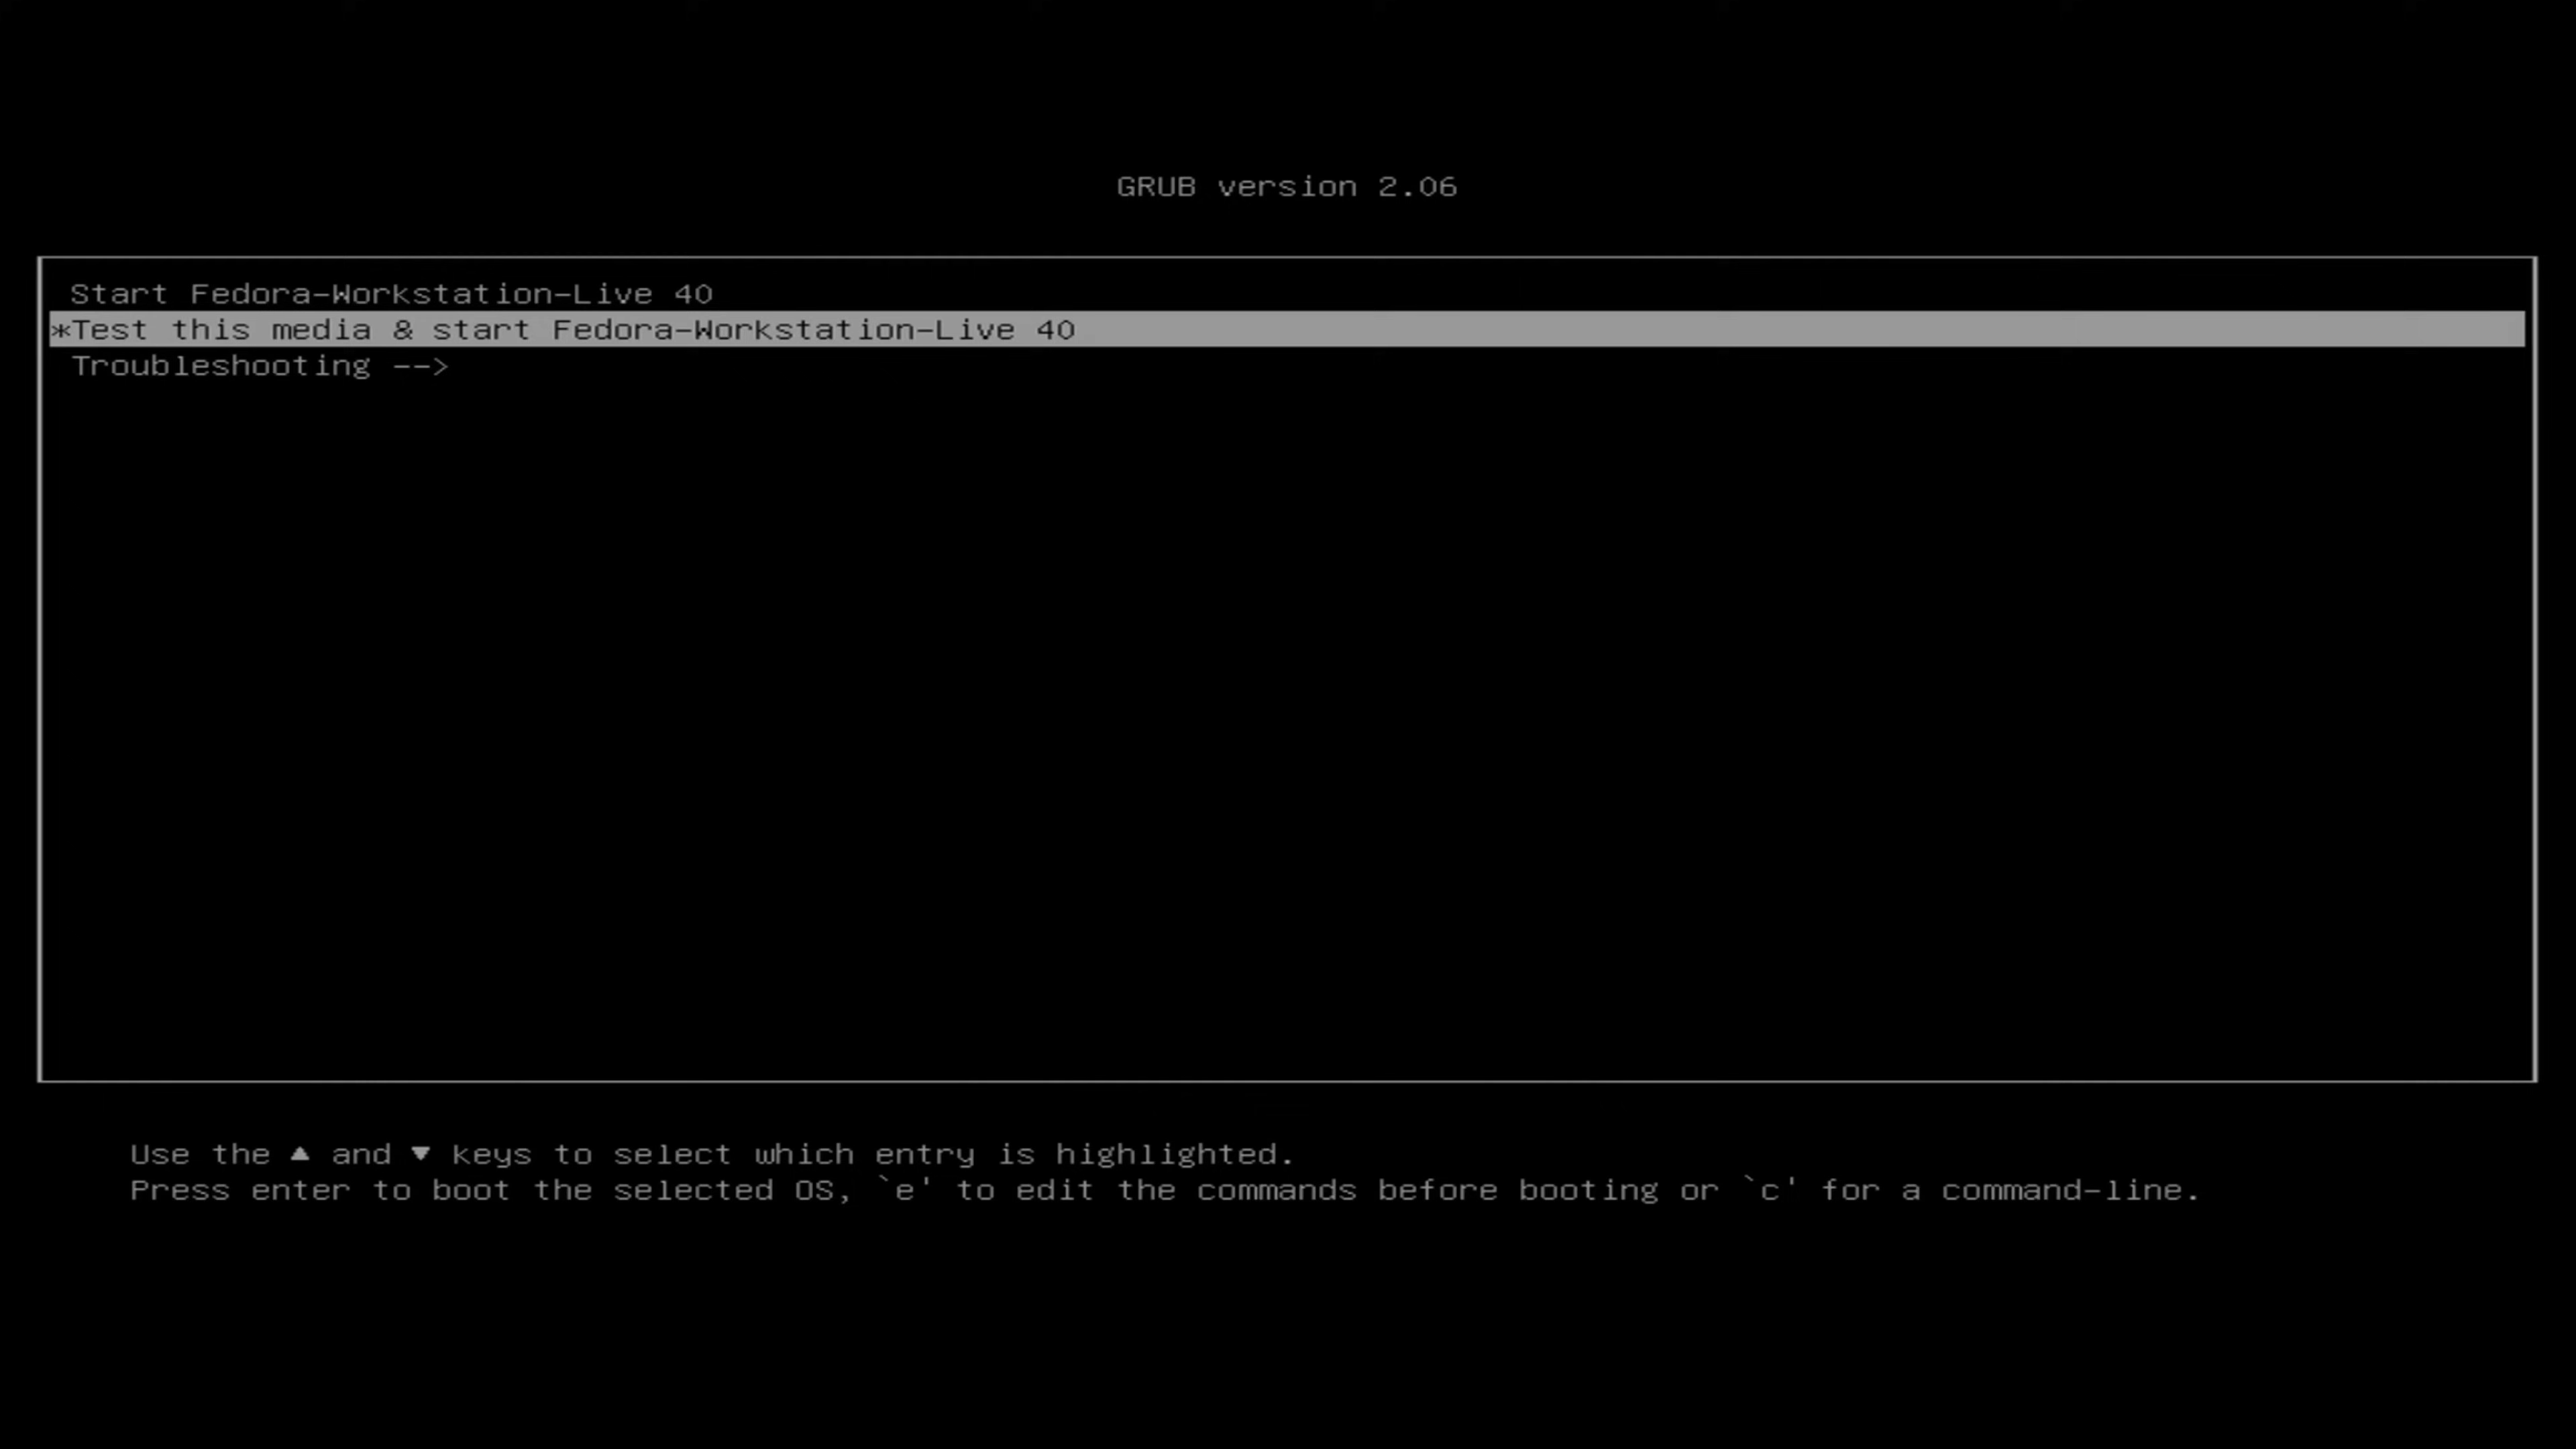 GRUB version 2.06
Start Fedora-Workstation-Live 40
*Test this media & start Fedora-Workstation-Live 40
Troubleshooting -->
Use the ▲ and ▼ keys to select which entry is highlighted.
Press enter to boot the selected OS, `e' to edit the commands before booting or `c' for a command-line.